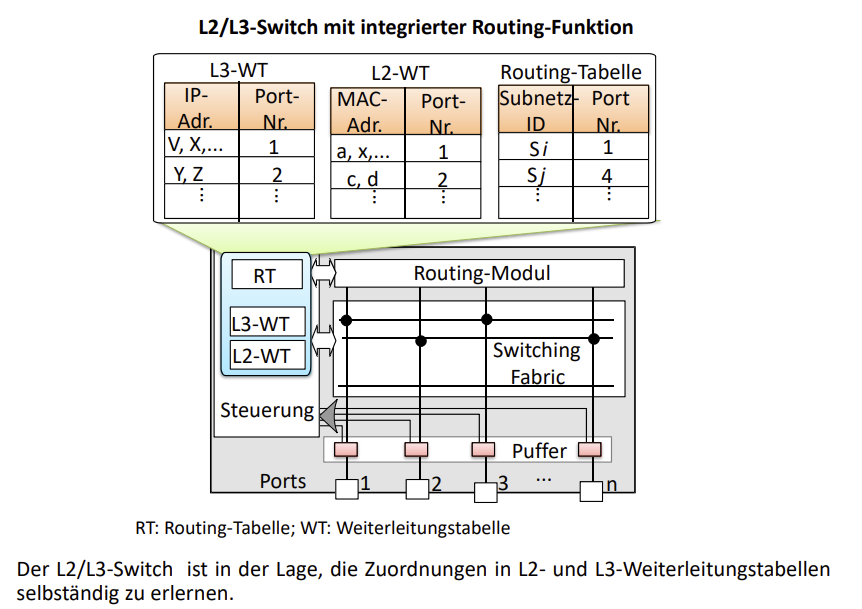 L2/L3-Switch mit integrierter Routing-Funktion
L3-WT
IP-Adr. Port-Nr.
V, X,... 1
Y, Z 2
⋮ ⋮
L2-WT
MAC-Adr. Port-Nr.
a, x,... 1
c, d 2
⋮ ⋮
Routing-Tabelle
Subnetz-ID Port Nr.
Si 1
Sj 4
⋮ ⋮
RT
Routing-Modul
L3-WT
L2-WT
Switching
Fabric
Steuerung
Puffer
Ports 1 2 3 ... n
RT: Routing-Tabelle; WT: Weiterleitungstabelle
Der L2/L3-Switch ist in der Lage, die Zuordnungen in L2- und L3-Weiterleitungstabellen
selbständig zu erlernen.